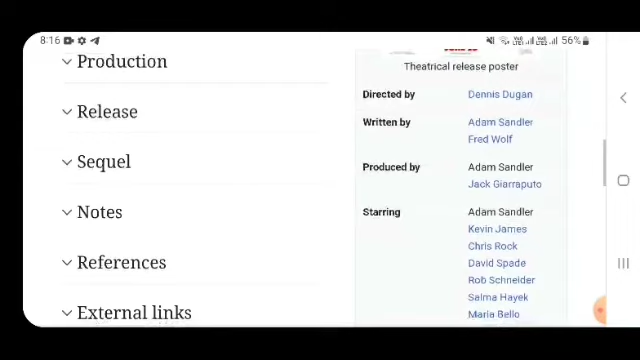 8:16
56%
Production
Release
Sequel
Notes
References
External links
Theatrical release poster
Directed by Dennis Dugan
Written by Adam Sandler
Fred Wolf
Produced by Adam Sandler
Jack Giarraputo
Starring Adam Sandler
Kevin James
Chris Rock
David Spade
Rob Schneider
Salma Hayek
Maria Bello